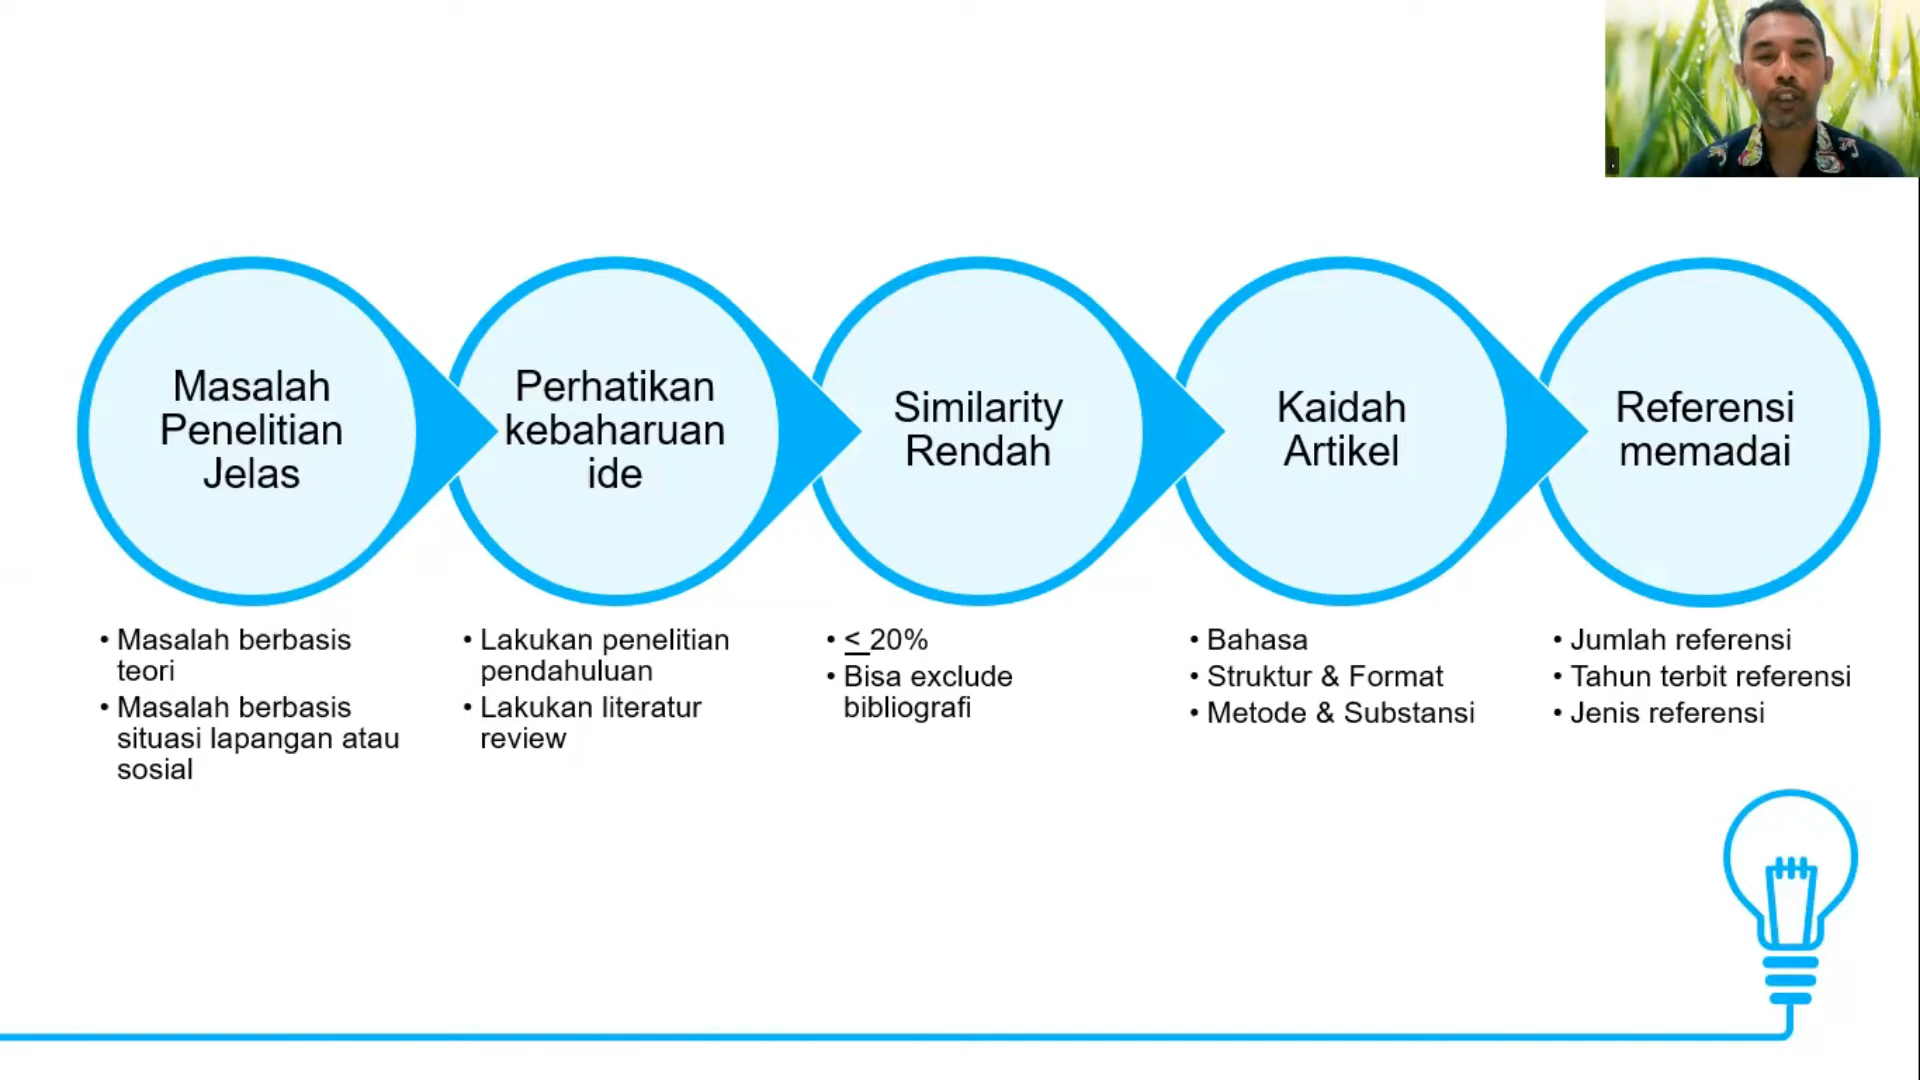 Masalah
Penelitian
Jelas
• Masalah berbasis
teori
• Masalah berbasis
situasi lapangan atau
sosial
Perhatikan
kebaharuan
ide
• Lakukan penelitian
pendahuluan
• Lakukan literatur
review
Similarity
Rendah
• < 20%
• Bisa exclude
bibliografi
Kaidah
Artikel
• Bahasa
• Struktur & Format
• Metode & Substansi
Referensi
memadai
• Jumlah referensi
• Tahun terbit referensi
• Jenis referensi